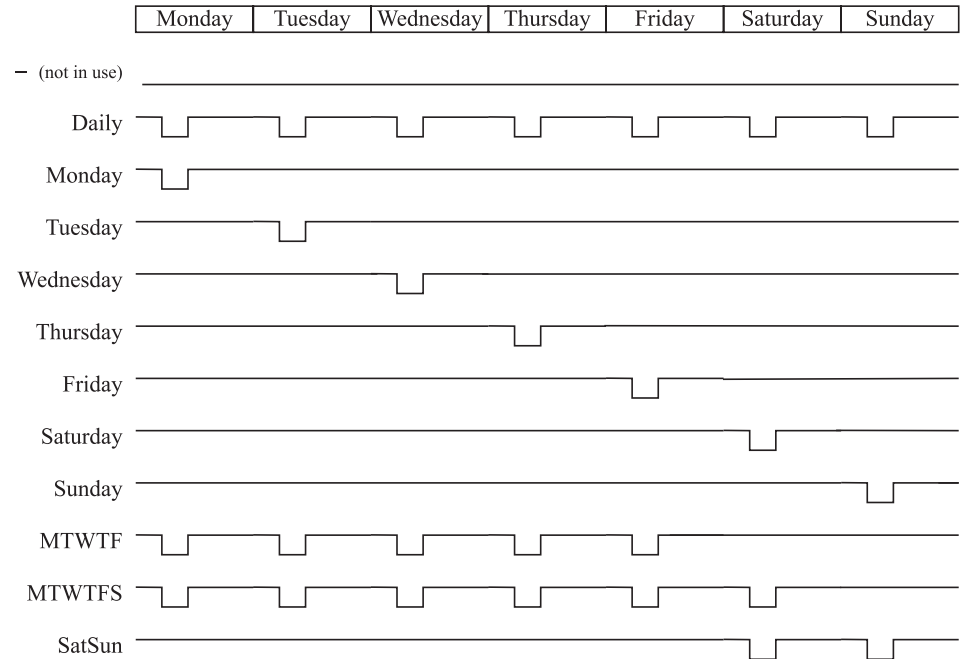 Monday Tuesday Wednesday Thursday Friday Saturday Sunday
– (not in use)
Daily
Monday
Tuesday
Wednesday
Thursday
Friday
Saturday
Sunday
MTWTF
MTWTFS
SatSun